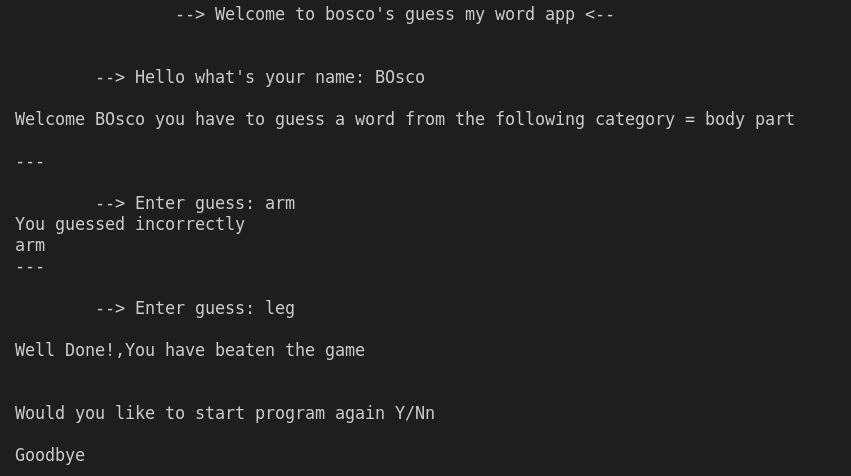 --> Welcome to bosco's guess my word app <--
--> Hello what's your name: BOsco
Welcome BOsco you have to guess a word from the following category = body part
---
--> Enter guess: arm
You guessed incorrectly
arm
---
--> Enter guess: leg
Well Done!,You have beaten the game
Would you like to start program again Y/Nn
Goodbye